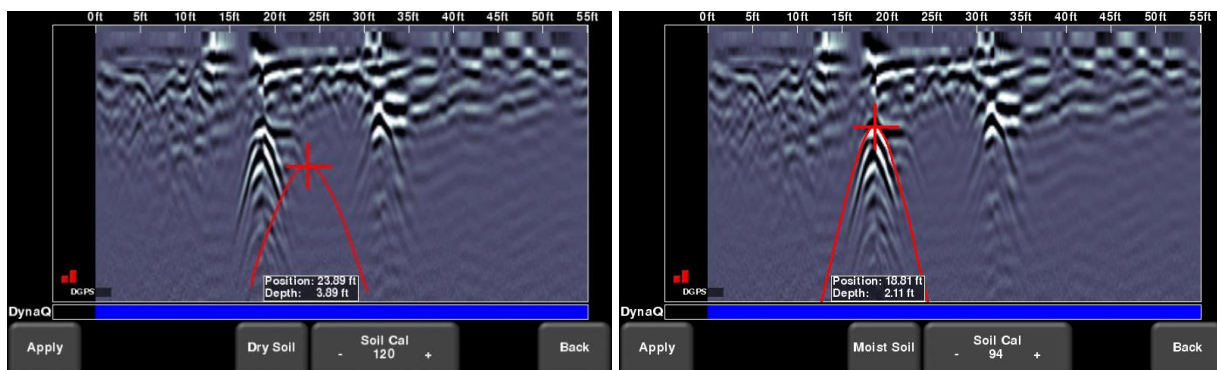 0ft 5ft 10ft 15ft 20ft 25ft 30ft 35ft 40ft 45ft 50ft 55ft
Position: 23.89 ft
Depth: 3.89 ft
DGPS
DynaQ
Apply
Dry Soil
Soil Cal
- 120 +
Back
0ft 5ft 10ft 15ft 20ft 25ft 30ft 35ft 40ft 45ft 50ft 55ft
Position: 18.81 ft
Depth: 2.11 ft
DGPS
DynaQ
Apply
Moist Soil
Soil Cal
- 94 +
Back